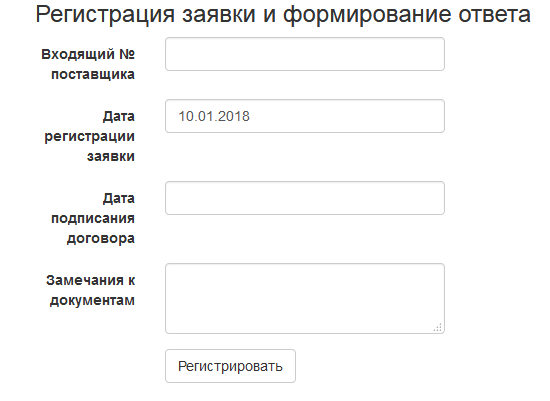 Регистрация заявки и формирование ответа
Входящий №
поставщика
Дата
регистрации
заявки
10.01.2018
Дата
подписания
договора
Замечания к
документам
Регистрировать